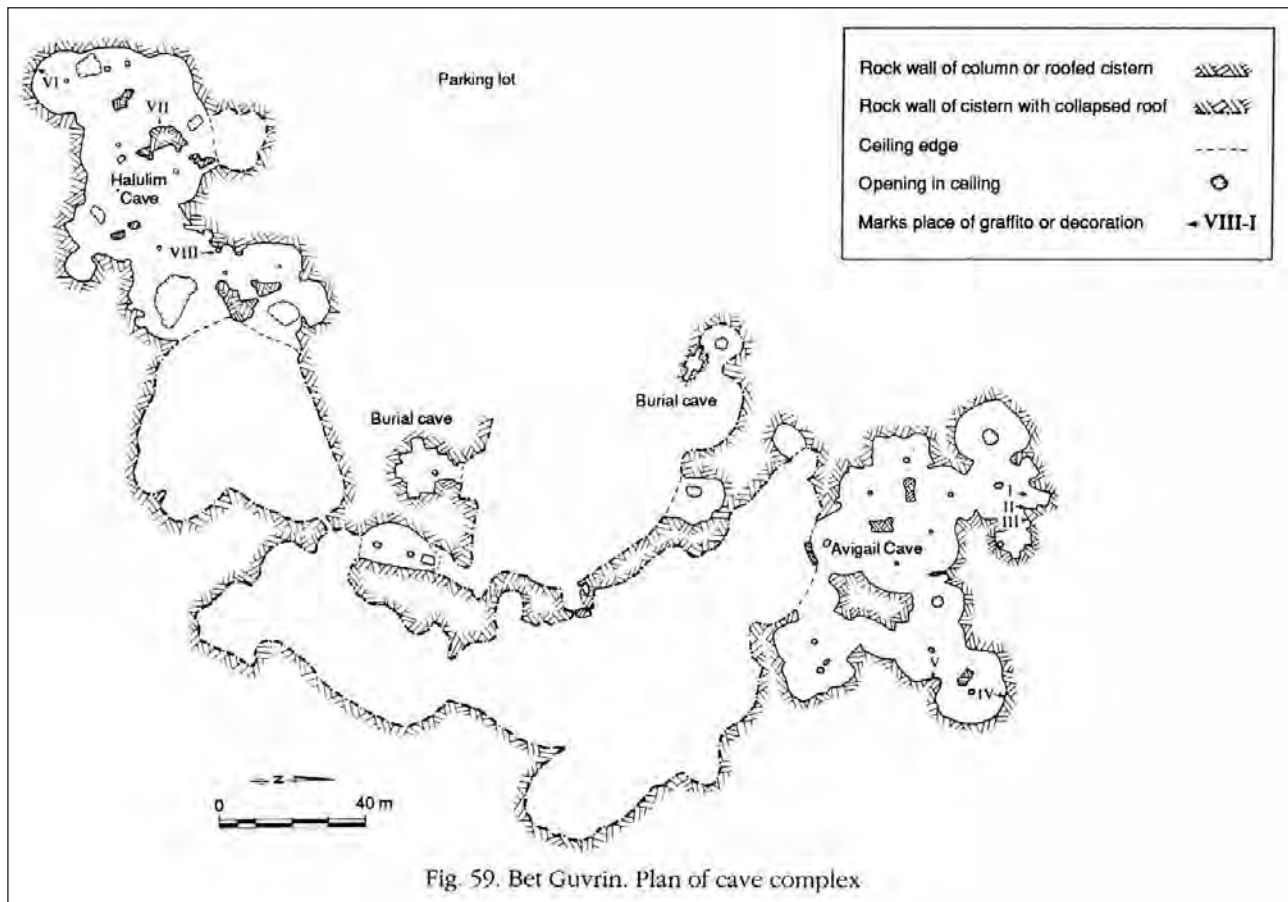 Parking lot
Rock wall of column or roofed cistern
Rock wall of cistern with collapsed roof
Ceiling edge
Opening in ceiling
Marks place of graffito or decoration
VIII-I
VI
VII
Halulim
Cave
VIII
Burial cave
Burial cave
I
II
III
Avigail Cave
V
IV
N
0
40 m
Fig. 59. Bet Guvrin. Plan of cave complex